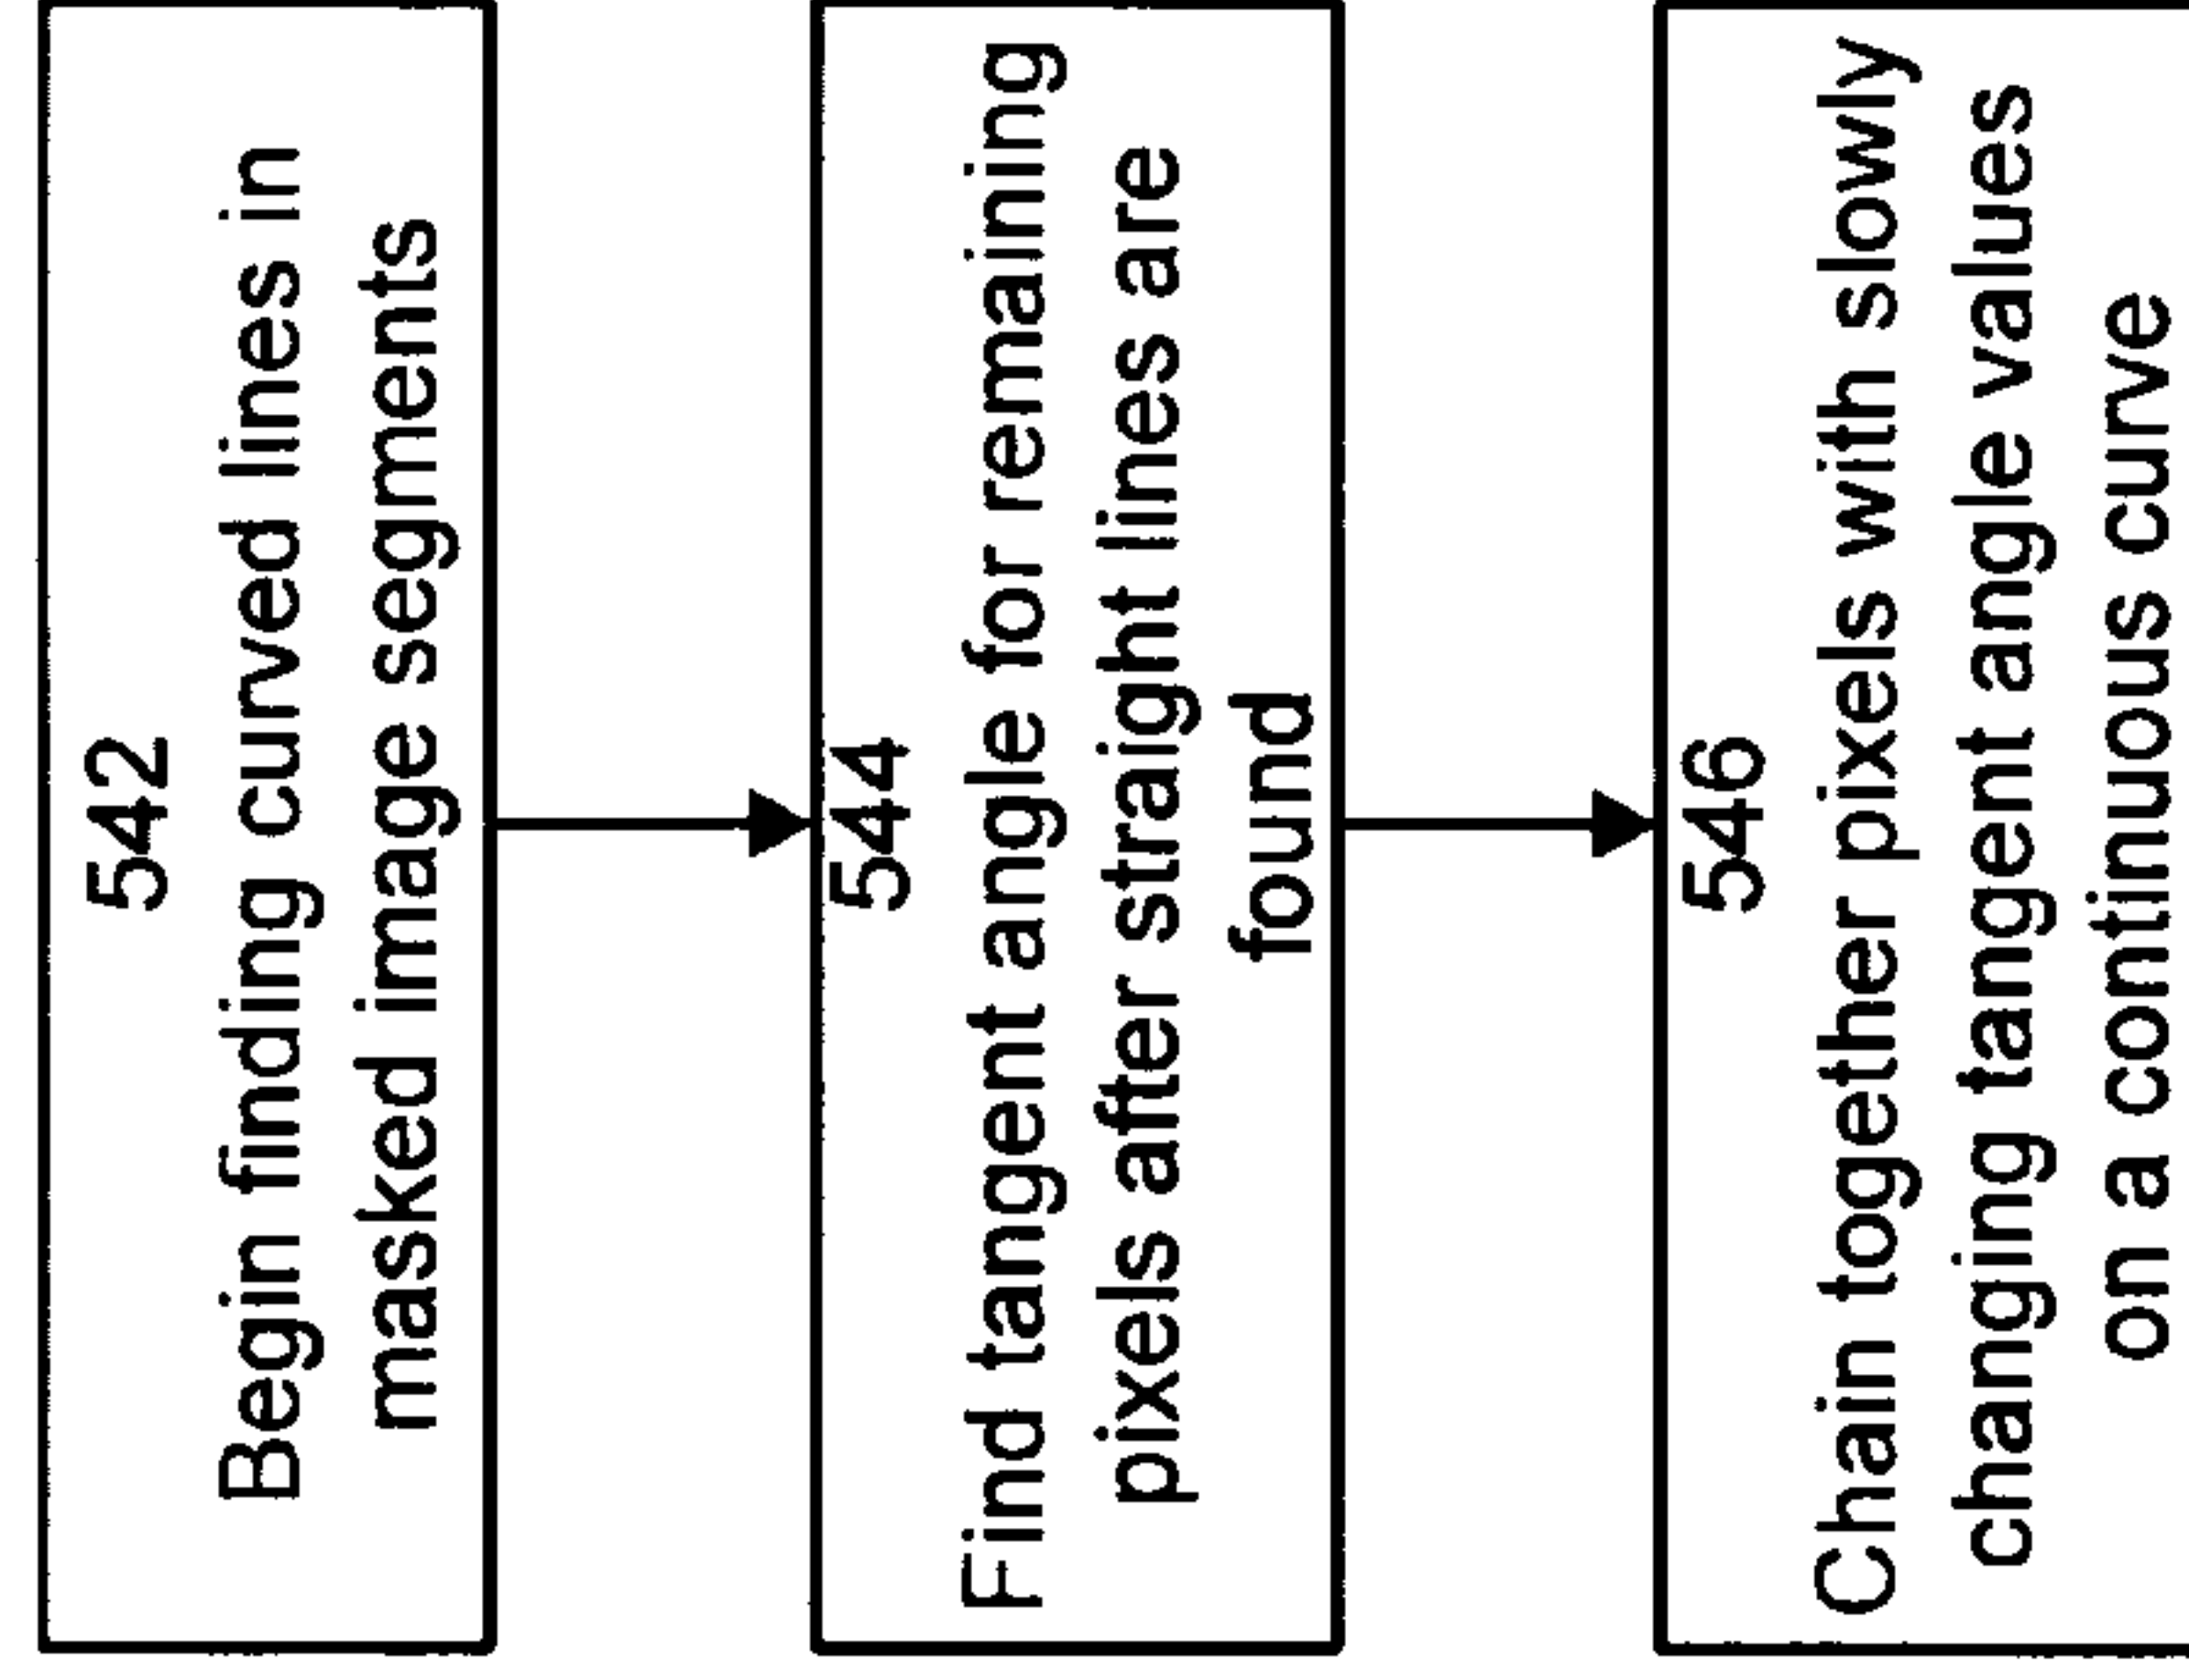 542
Begin finding curved lines in
masked image segments
544
Find tangent angle for remaining
pixels after straight lines are
found
546
Chain together pixels with slowly
changing tangent angle values
on a continuous curve